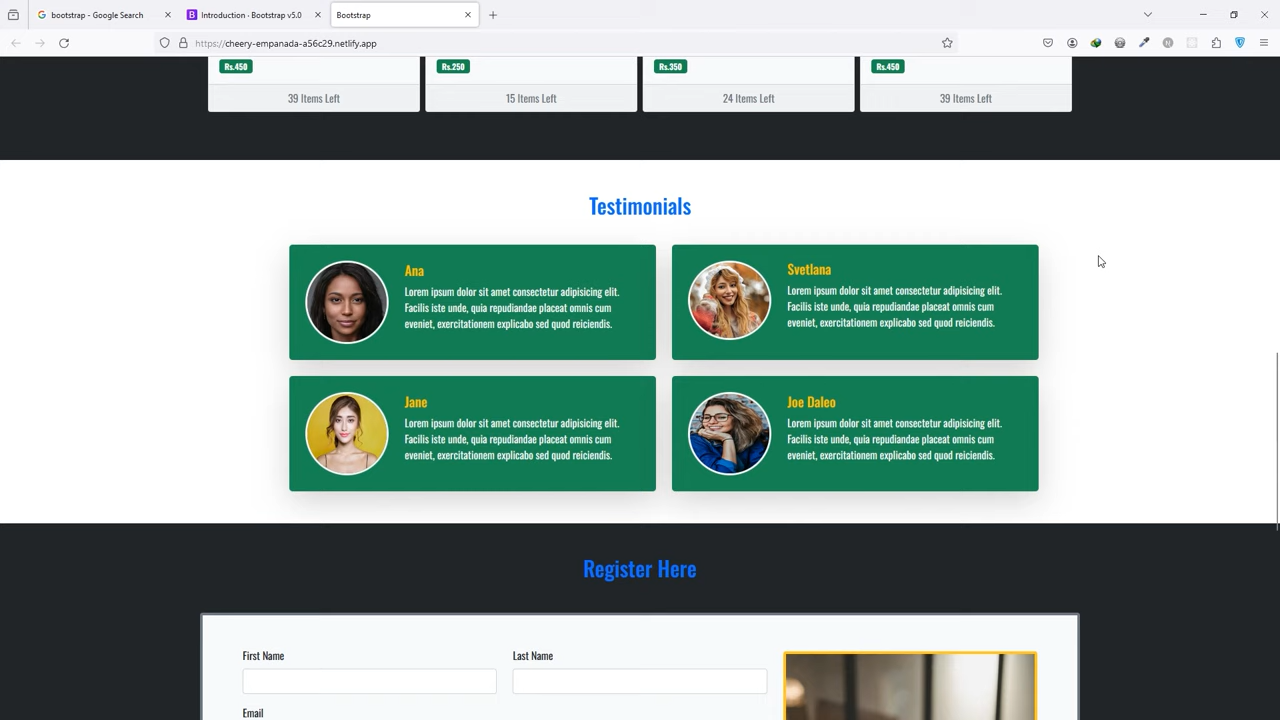 bootstrap - Google Search
Introduction · Bootstrap v5.0
Bootstrap
https://cheery-empanada-a56c29.netlify.app
Rs.450
Rs.250
Rs.350
Rs.450
39 Items Left
15 Items Left
24 Items Left
39 Items Left
Testimonials
Ana
Lorem ipsum dolor sit amet consectetur adipisicing elit.
Facilis iste unde, quia repudiandae placeat omnis cum
eveniet, exercitationem explicabo sed quod reiciendis.
Svetlana
Lorem ipsum dolor sit amet consectetur adipisicing elit.
Facilis iste unde, quia repudiandae placeat omnis cum
eveniet, exercitationem explicabo sed quod reiciendis.
Jane
Lorem ipsum dolor sit amet consectetur adipisicing elit.
Facilis iste unde, quia repudiandae placeat omnis cum
eveniet, exercitationem explicabo sed quod reiciendis.
Joe Daleo
Lorem ipsum dolor sit amet consectetur adipisicing elit.
Facilis iste unde, quia repudiandae placeat omnis cum
eveniet, exercitationem explicabo sed quod reiciendis.
Register Here
First Name
Last Name
Email